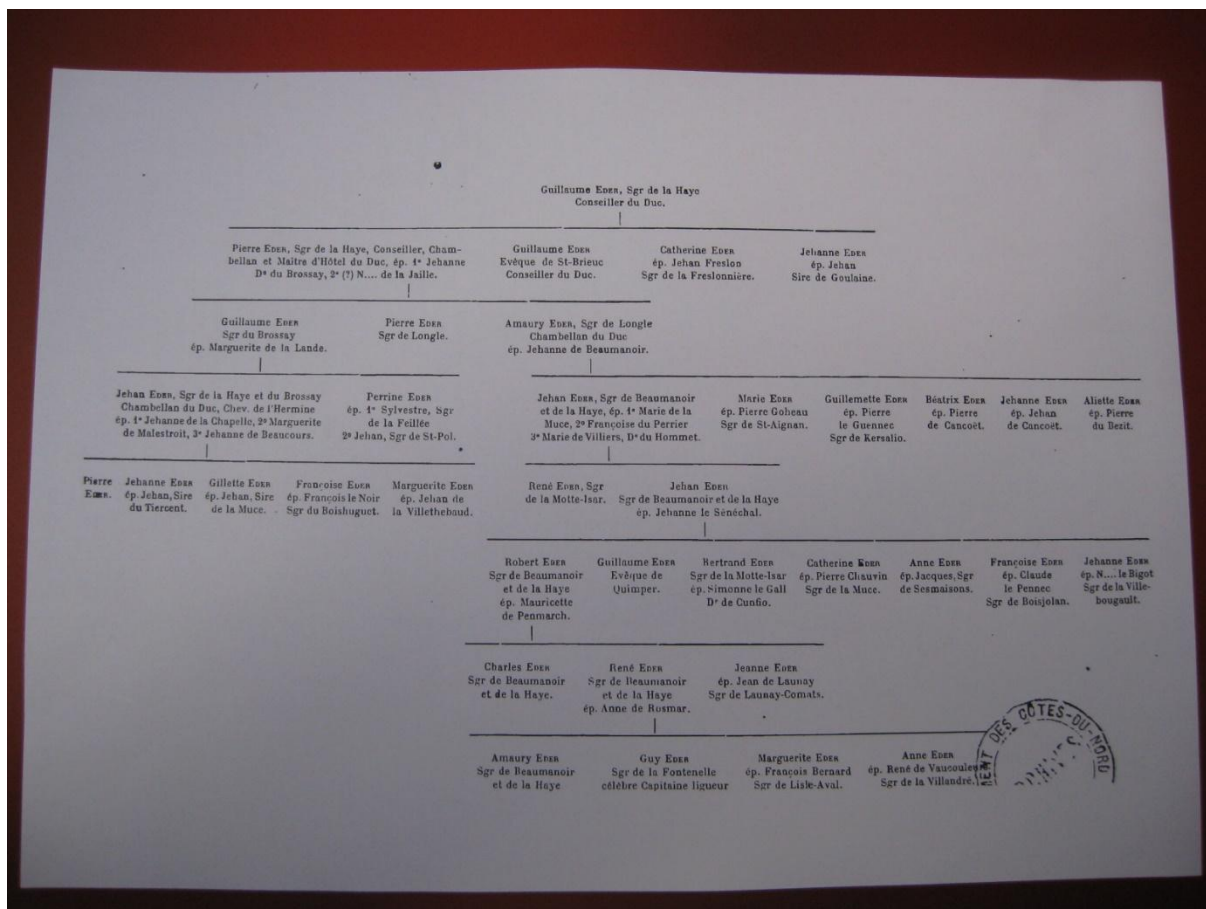 Guillaume EDER, Sgr de la Haye
Conseiller du Duc.
Pierre EDER, Sgr de la Haye, Conseiller, Cham-
bellan et Maître d'Hôtel du Duc, ép. 1° Jehanne
De du Brossay, 2° (?) N.... de la Jaille.
Guillaume EDER
Evêque de St-Brieuc
Conseiller du Duc.
Catherine EDER
ép. Jehan Freslon
Sgr de la Freslonnière.
Jehanne EDER
ép. Jehan
Sire de Goulaine.
Guillaume EDER
Sgr du Brossay
ép. Marguerite de la Lande.
Pierre EDER
Sgr de Longle.
Amaury EDER, Sgr de Longle
Chambellan du Duc
ép. Jehanne de Beaumanoir.
Jehan EDER, Sgr de la Haye et du Brossay
Chambellan du Duc, Chev. de l'Hermine
ép. 1° Jehanne de la Chapelle, 2° Marguerite
de Malestroit, 3° Jehanne de Beaucours.
Perrine EDER
ép. 1° Sylvestre, Sgr
de la Feillée
2° Jehan, Sgr de St-Pol.
Jehan EDER, Sgr de Beaumanoir
et de la Haye, ép. 1° Marie de la
Muce, 2° Françoise du Perrier
3° Marie de Villiers, De du Hommet.
Marie EDER
ép. Pierre Goheau
Sgr de St-Aignan.
Guillemette EDER
ép. Pierre
le Guennec
Sgr de Kersalio.
Béatrix EDER
ép. Pierre
de Cancoët.
Jehanne EDER
ép. Jehan
de Cancoët.
Aliette EDER
ép. Pierre
du Bezit.
Pierre
EDER.
Jehanne EDER
ép. Jehan, Sire
du Tiercent.
Gillette EDER
ép. Jehan, Sire
de la Muce.
Françoise EDER
ép. François le Noir
Sgr du Boishuguet.
Marguerite EDER
ép. Jehan de
la Villethebaud.
René EDER, Sgr
de la Motte-Isar.
Jehan EDER
Sgr de Beaumanoir et de la Haye
ép. Jehanne le Sénéchal.
Robert EDER
Sgr de Beaumanoir
et de la Haye
ép. Mauricette
de Penmarch.
Guillaume EDER
Evêque de
Quimper.
Bertrand EDER
Sgr de la Motte-Isar
ép. Simonne le Gall
De de Cunfio.
Catherine EDER
ép. Pierre Chauvin
Sgr de la Muce.
Anne EDER
ép. Jacques, Sgr
de Sesmaisons.
Françoise EDER
ép. Claude
le Pennec
Sgr de Boisjolan.
Jehanne EDER
ép. N.... le Bigot
Sgr de la Ville-
bougault.
Charles EDER
Sgr de Beaumanoir
et de la Haye.
René EDER
Sgr de Beaumanoir
et de la Haye
ép. Anne de Rosmar.
Jeanne EDER
ép. Jean de Launay
Sgr de Launay-Comats.
Amaury EDER
Sgr de Beaumanoir
et de la Haye
Guy EDER
Sgr de la Fontenelle
célèbre Capitaine ligueur
Marguerite EDER
ép. François Bernard
Sgr de Lisle-Aval.
Anne EDER
ép. René de Vaucoule
Sgr de la Villandré.
MENT DES CÔTES-DU-NORD